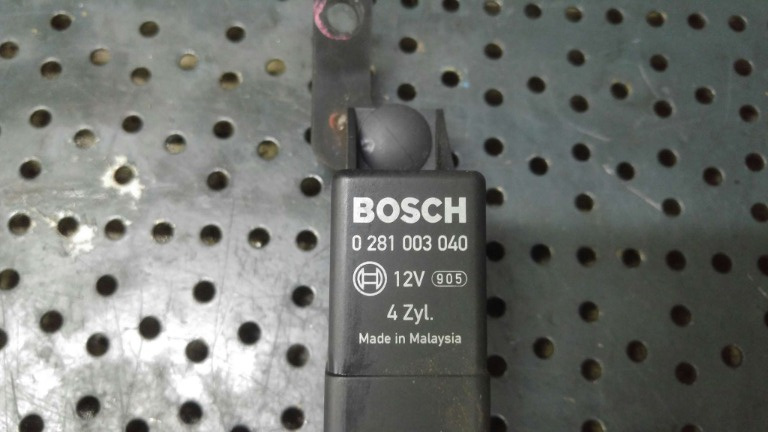 BOSCH
0 281 003 040
12V 905
4 Zyl.
Made in Malaysia